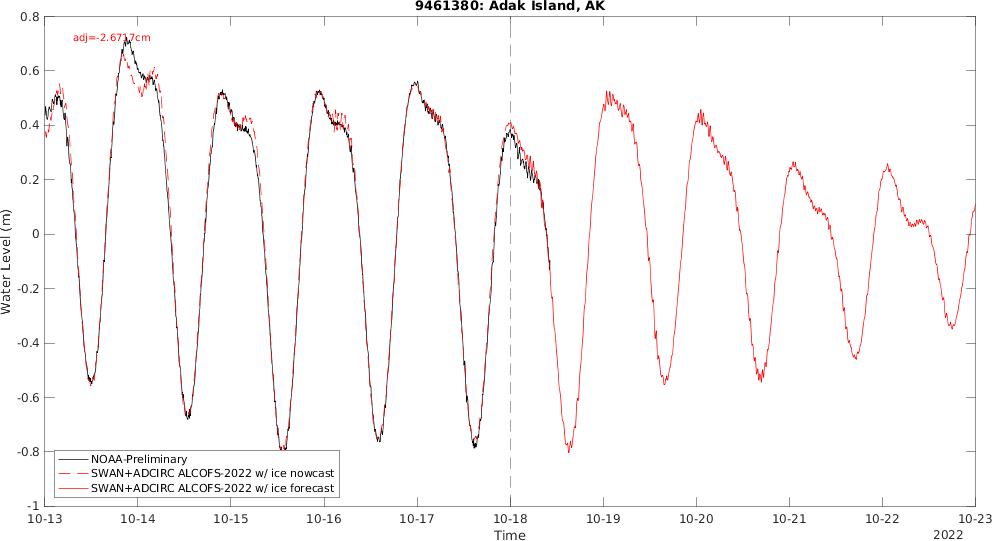 9461380: Adak Island, AK
adj=-2.6717cm
Water Level (m)
0.8
0.6
0.4
0.2
0
-0.2
-0.4
-0.6
-0.8
-1
NOAA-Preliminary
SWAN+ADCIRC ALCOFS-2022 w/ ice nowcast
SWAN+ADCIRC ALCOFS-2022 w/ ice forecast
10-13 10-14 10-15 10-16 10-17 10-18 10-19 10-20 10-21 10-22 10-23
Time
2022